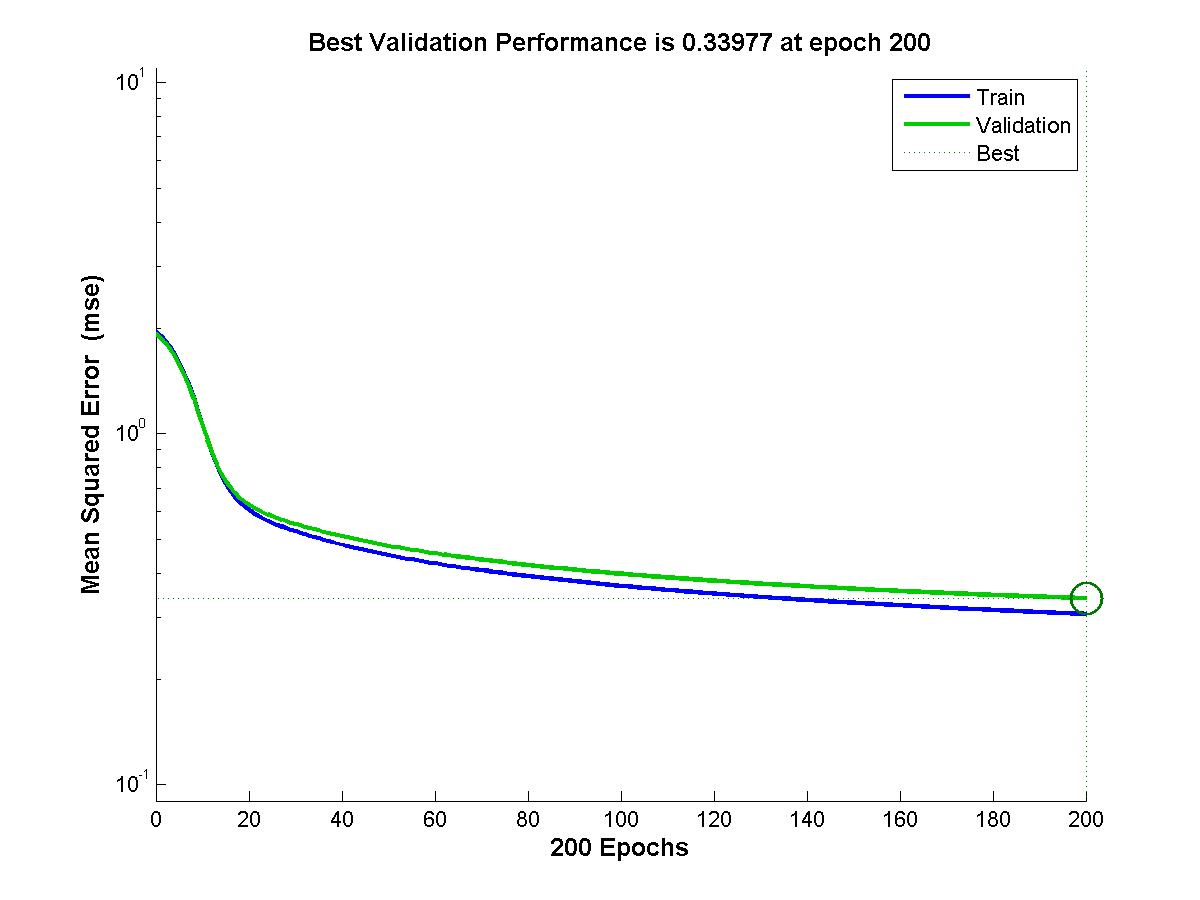 Best Validation Performance is 0.33977 at epoch 200
Train
Validation
Best
Mean Squared Error  (mse)
10^1
10^0
10^-1
0 20 40 60 80 100 120 140 160 180 200
200 Epochs